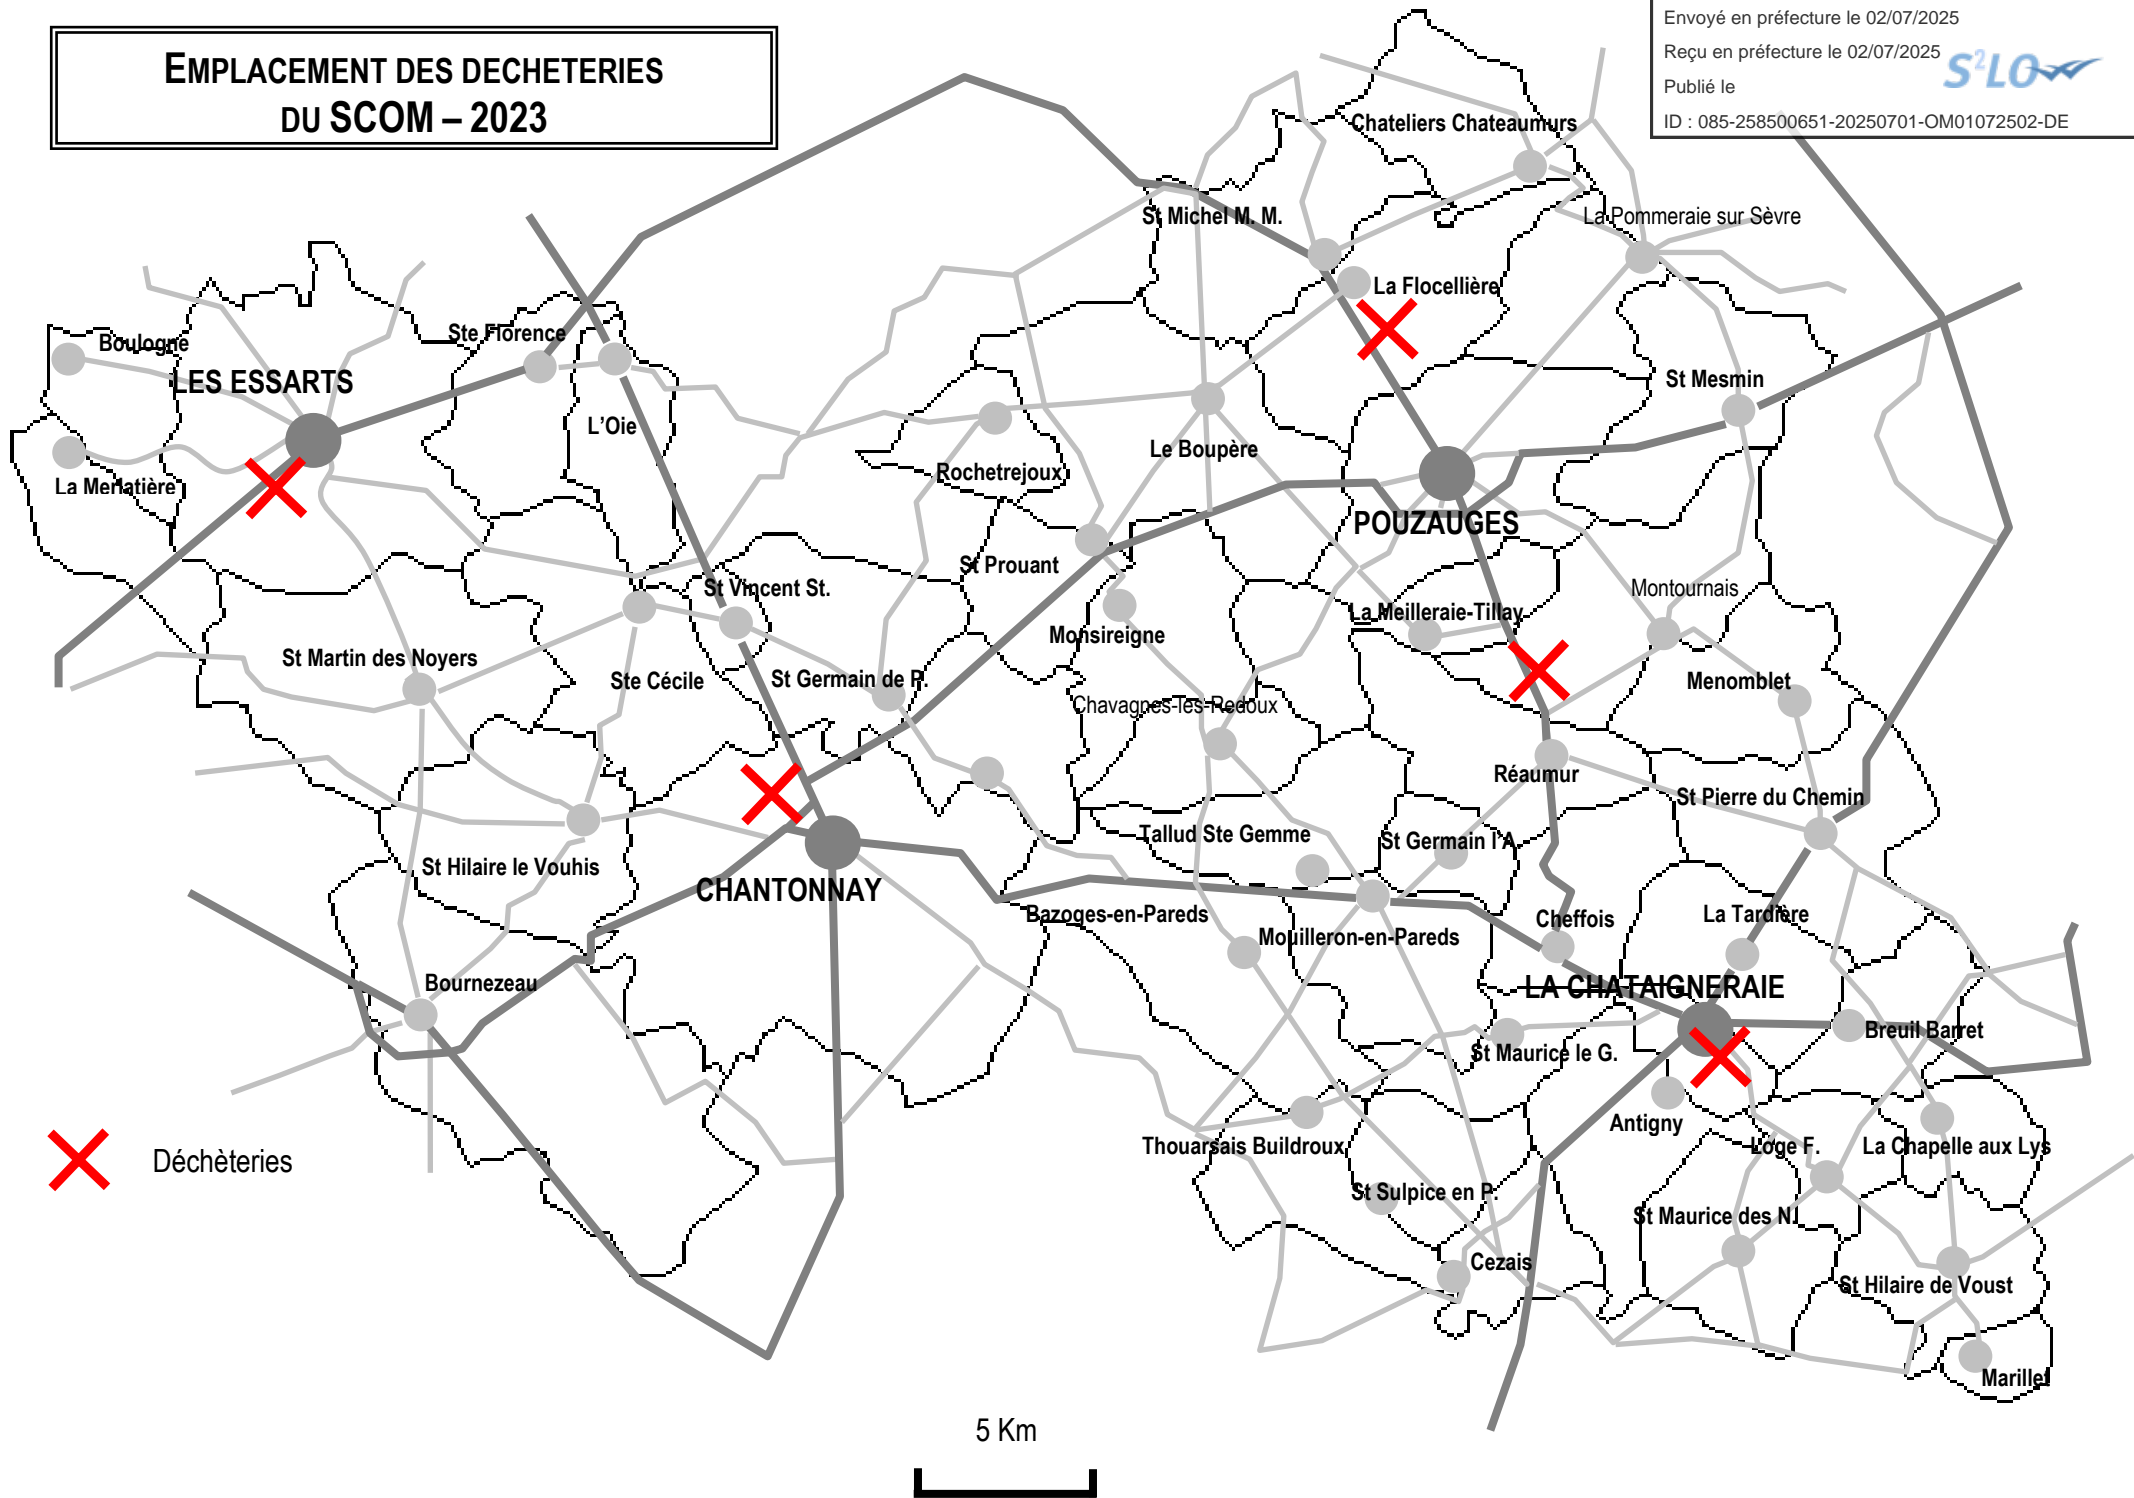 EMPLACEMENT DES DECHETERIES
DU SCOM – 2023
Envoyé en préfecture le 02/07/2025
Reçu en préfecture le 02/07/2025
S²LO
Publié le
ID : 085-258500651-20250701-OM01072502-DE
Chateliers Chateaumurs
St Michel M. M.
La Pommeraie sur Sèvre
La Flocellière
Ste Florence
Boulogne
LES ESSARTS
St Mesmin
L'Oie
Le Boupère
Rochetrejoux
La Merlatière
POUZAUGES
St Prouant
St Vincent St.
Montournais
La Meilleraie-Tillay
Monsireigne
St Martin des Noyers
Ste Cécile
St Germain de P.
Menomblet
Chavagnes-les-Redoux
Réaumur
St Pierre du Chemin
Tallud Ste Gemme
St Germain l'A
St Hilaire le Vouhis
CHANTONNAY
Bazoges-en-Pareds
Cheffois
La Tardière
Mouilleron-en-Pareds
Bournezeau
LA CHATAIGNERAIE
Breuil Barret
St Maurice le G.
Antigny
Thouarsais Buildroux
Loge F.
La Chapelle aux Lys
Déchèteries
St Sulpice en P.
St Maurice des N.
Cezais
St Hilaire de Voust
Marillet
5 Km